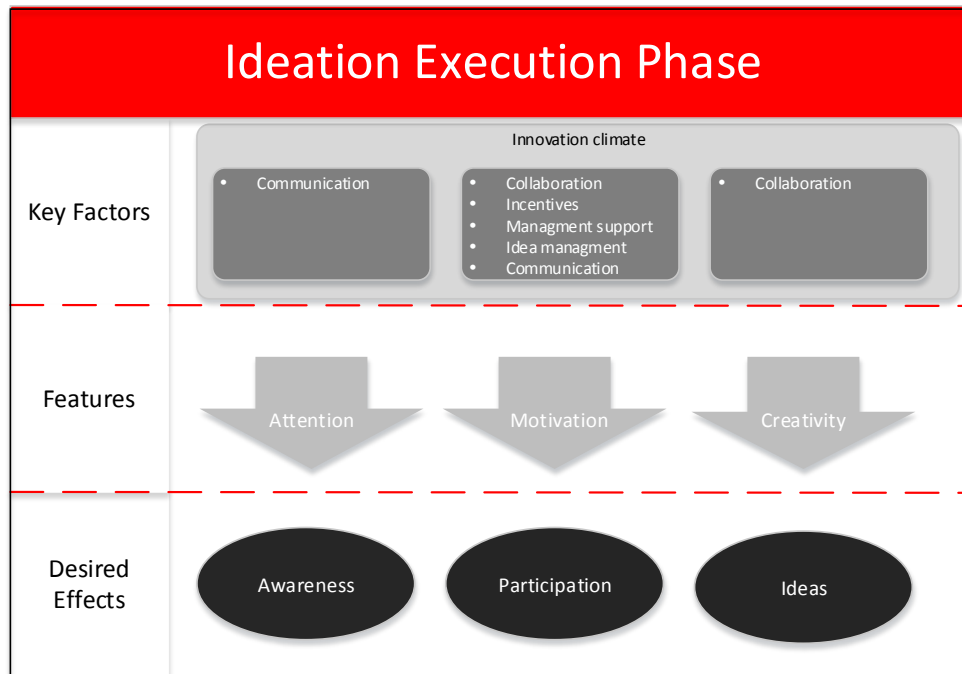 Ideation Execution Phase
Key Factors
Innovation climate
• Communication
• Collaboration
• Incentives
• Managment support
• Idea managment
• Communication
• Collaboration
Features
Attention
Motivation
Creativity
Desired
Effects
Awareness
Participation
Ideas